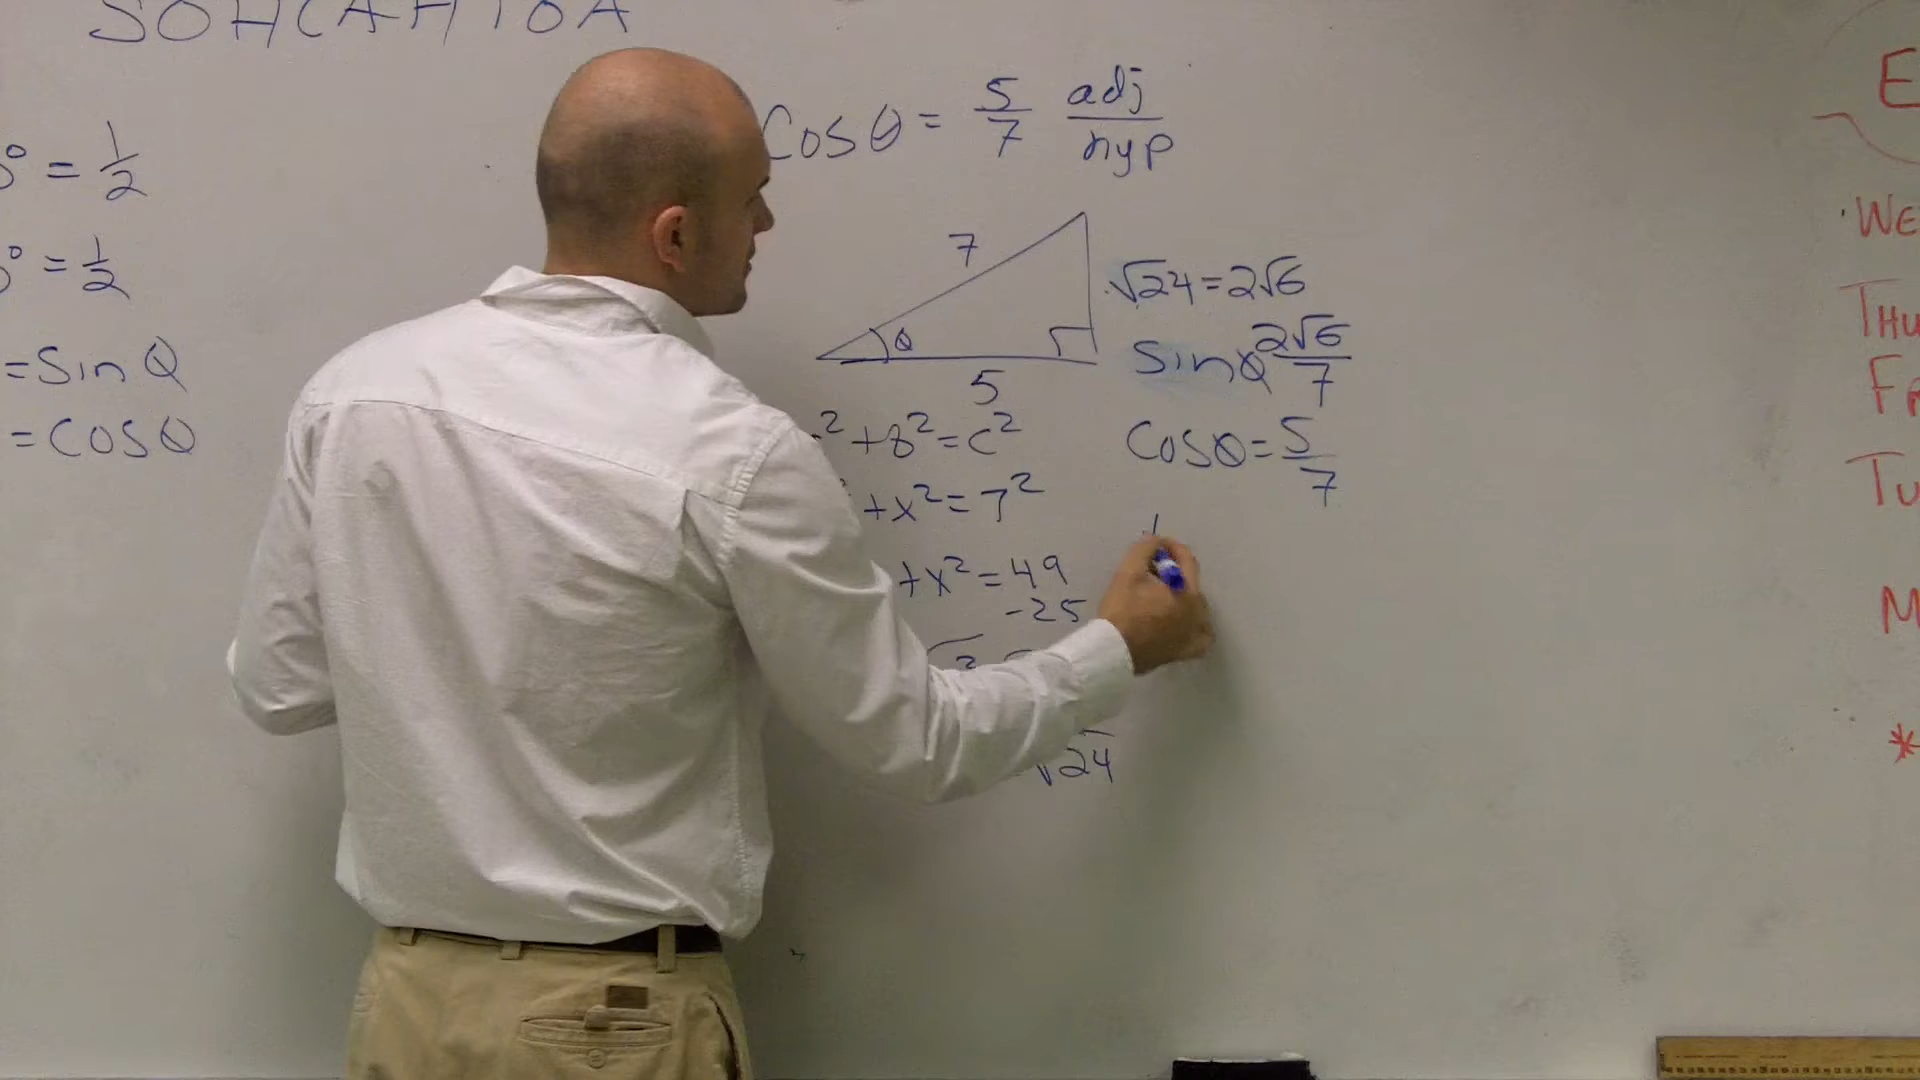 SOHCAHTOA
° = 1/2
° = 1/2
= Sin θ
= COS θ
Cos θ = 5/7 adj/hyp
7
θ
5
√24 = 2√6
Sin θ 2√6/7
Cos θ = 5/7
² + B² = C²
+ x² = 7²
+ x² = 49
-25
√24
E
WE
THU
F
TU
M
*